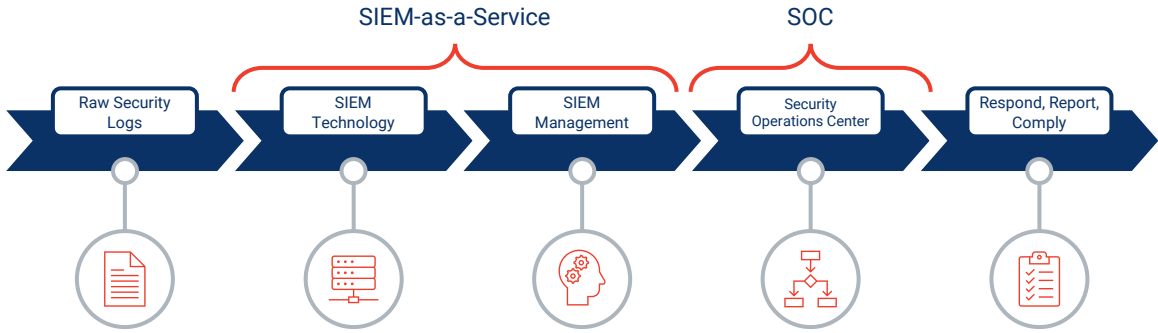 SIEM-as-a-Service
SOC
Raw Security
Logs
SIEM
Technology
SIEM
Management
Security
Operations Center
Respond, Report,
Comply